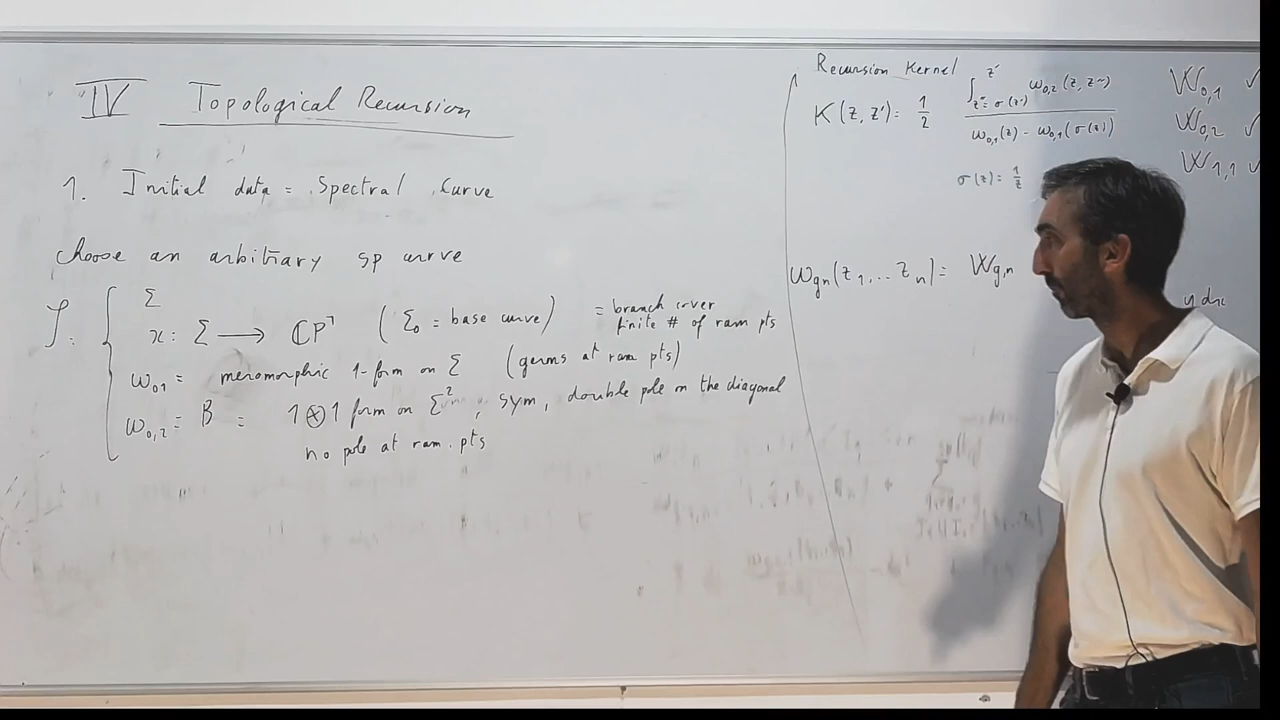 IV Topological Recursion
1. Initial data = Spectral Curve
choose an arbitrary sp curve
S: { Σ
x: Σ ⟶ ℂP¹ (Σ₀ = base curve) = branch cover
finite # of ram pts
ω₀₁ = meromorphic 1-form on Σ (germs at ram pts)
ω₀,₂ = B = 1⊗1 form on Σ², sym, double pole on the diagonal
no pole at ram. pts
Recursion Kernel
K(z, z') = 1/2 ∫_{z''=σ(z')}^{z'} ω₀,₂(z, z'') / ω₀,₁(z) - ω₀,₁(σ(z))
σ(z) = 1/z
ω_{gn}(z₁,...z_n) = W_{g,n}
y dx
W₀,₁ ✓
W₀,₂ ✓
W₁,₁ ✓